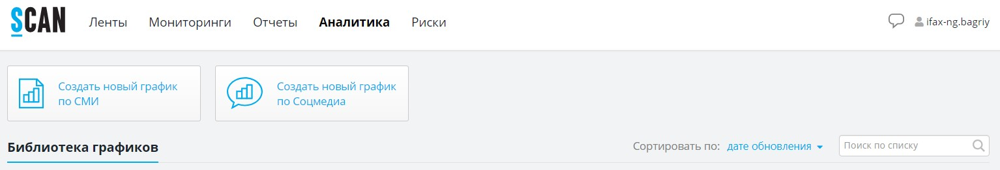 SCAN Ленты Мониторинги Отчеты Аналитика Риски ifax-ng.bagriy
Создать новый график
по СМИ
Создать новый график
по Соцмедиа
Библиотека графиков Сортировать по: дате обновления Поиск по списку